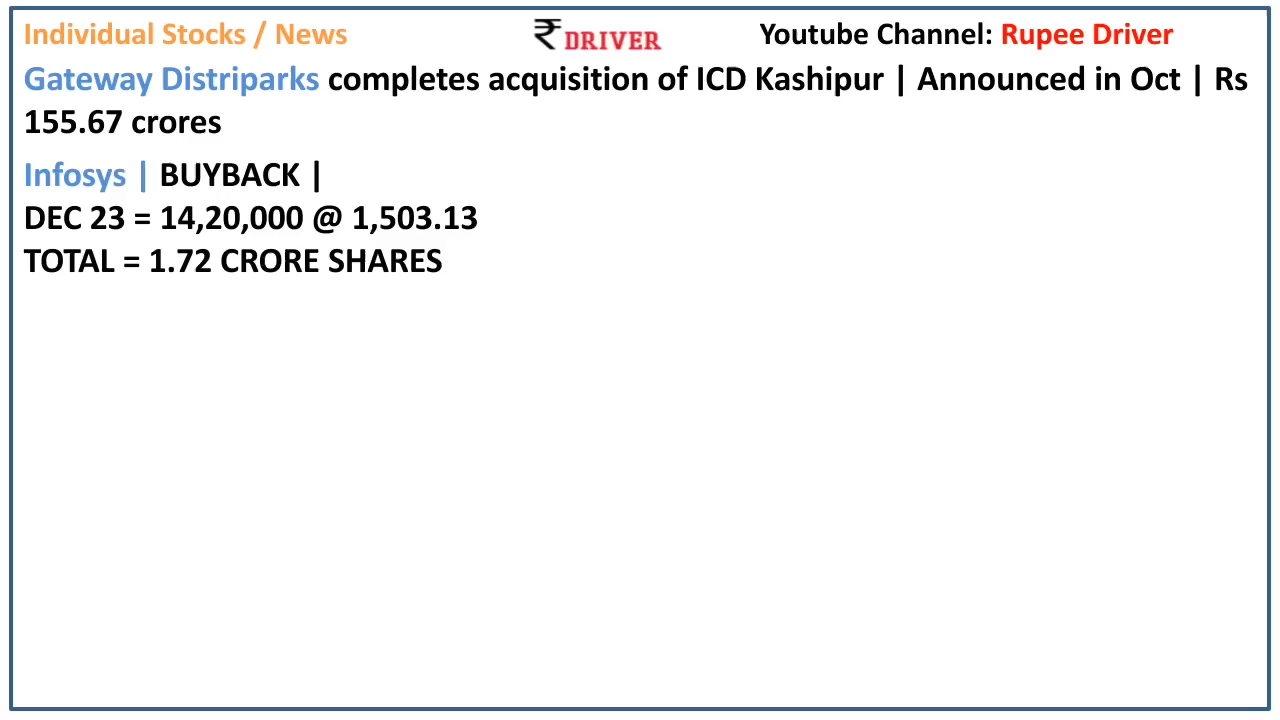 Individual Stocks / News
₹ DRIVER
Youtube Channel: Rupee Driver
Gateway Distriparks completes acquisition of ICD Kashipur | Announced in Oct | Rs
155.67 crores
Infosys | BUYBACK |
DEC 23 = 14,20,000 @ 1,503.13
TOTAL = 1.72 CRORE SHARES